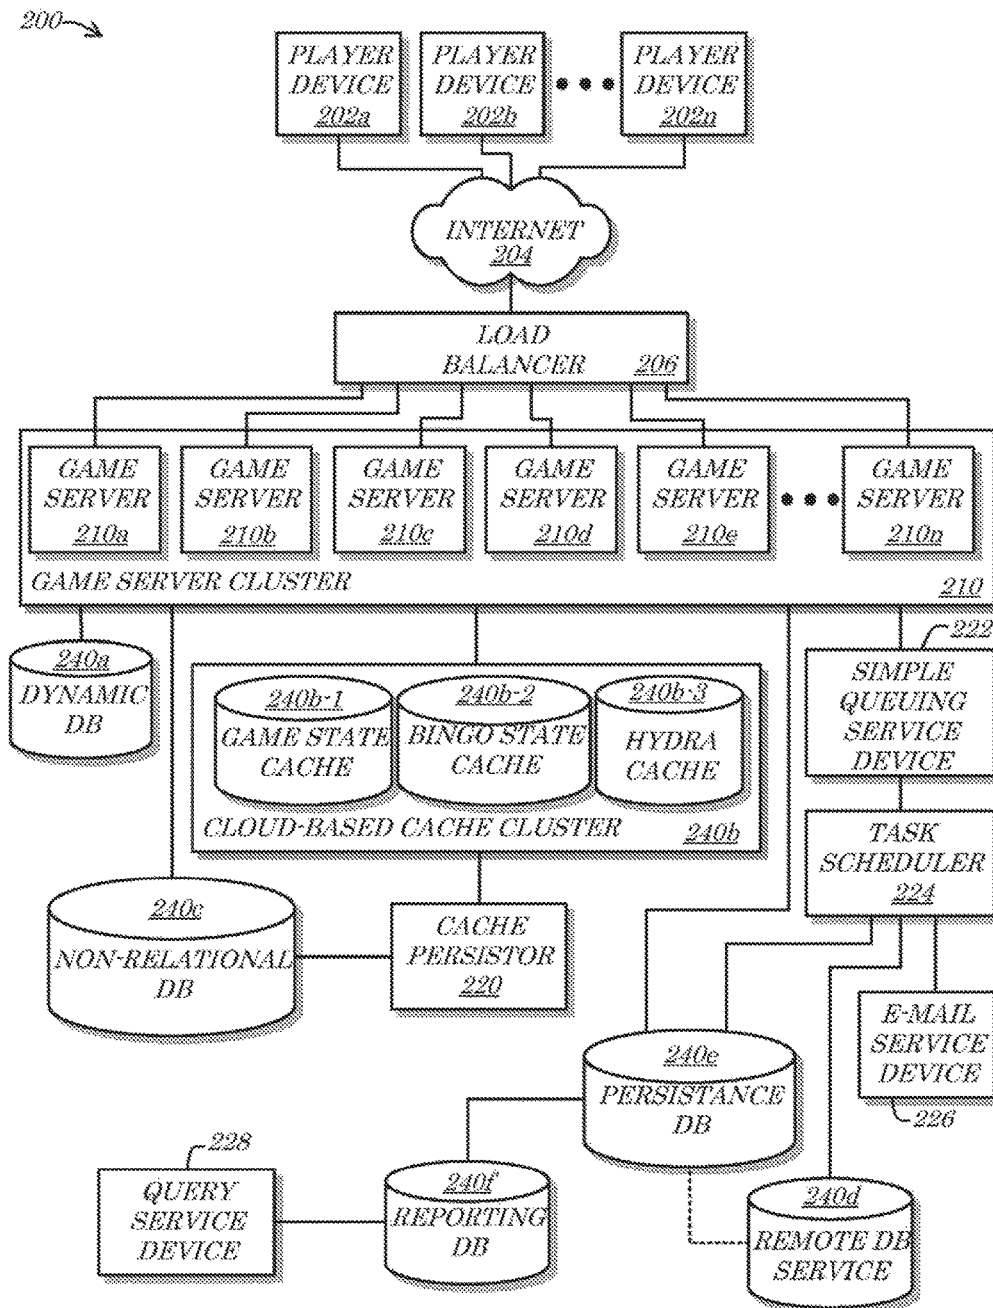 200
PLAYER
DEVICE
202a
PLAYER
DEVICE
202b
PLAYER
DEVICE
202n
INTERNET
204
LOAD
BALANCER
206
GAME
SERVER
210a
GAME
SERVER
210b
GAME
SERVER
210c
GAME
SERVER
210d
GAME
SERVER
210e
GAME
SERVER
210n
GAME SERVER CLUSTER
210
240a
DYNAMIC
DB
240b-1
GAME STATE
CACHE
240b-2
BINGO STATE
CACHE
240b-3
HYDRA
CACHE
CLOUD-BASED CACHE CLUSTER
240b
222
SIMPLE
QUEUING
SERVICE
DEVICE
TASK
SCHEDULER
224
240c
NON-RELATIONAL
DB
CACHE
PERSISTOR
220
E-MAIL
SERVICE
DEVICE
226
240e
PERSISTANCE
DB
228
QUERY
SERVICE
DEVICE
240f
REPORTING
DB
240d
REMOTE DB
SERVICE